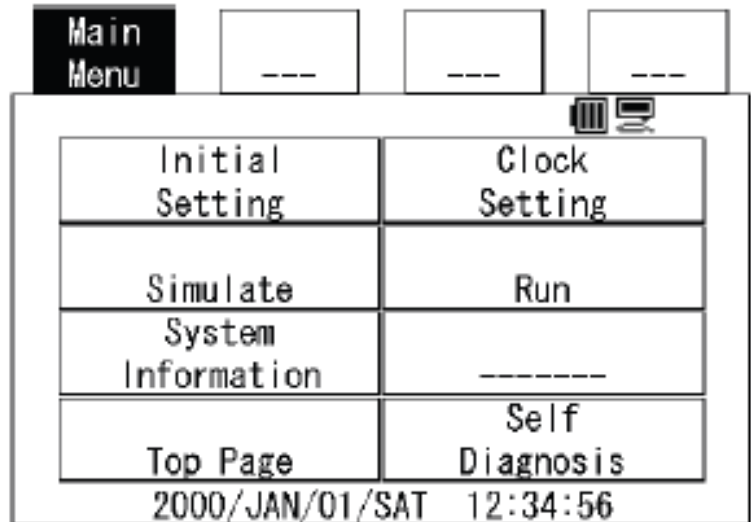 Main
Menu
---
---
---
Initial
Setting
Clock
Setting
Simulate
Run
System
Information
-------
Top Page
Self
Diagnosis
2000/JAN/01/SAT 12:34:56